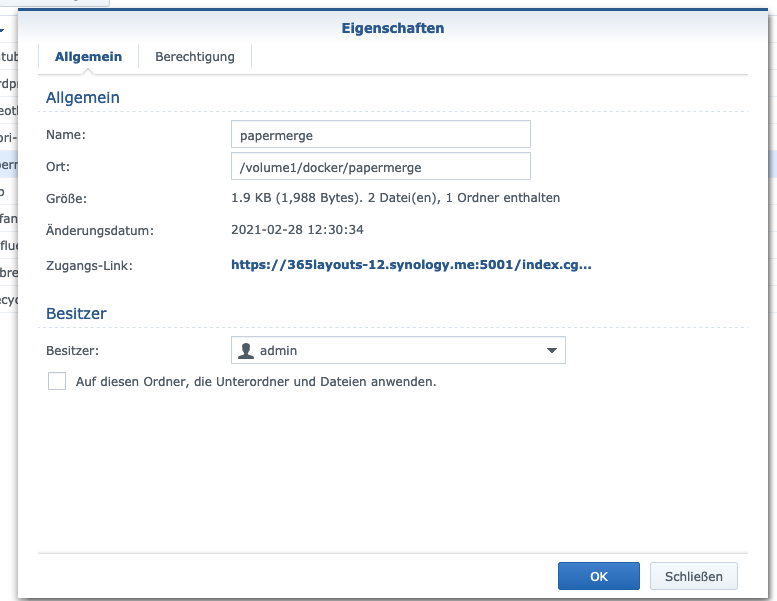 Eigenschaften
Allgemein
Berechtigung
Allgemein
Name:
papermerge
Ort:
/volume1/docker/papermerge
Größe:
1.9 KB (1,988 Bytes). 2 Datei(en), 1 Ordner enthalten
Änderungsdatum:
2021-02-28 12:30:34
Zugangs-Link:
https://365layouts-12.synology.me:5001/index.cg...
Besitzer
Besitzer:
admin
Auf diesen Ordner, die Unterordner und Dateien anwenden.
OK
Schließen